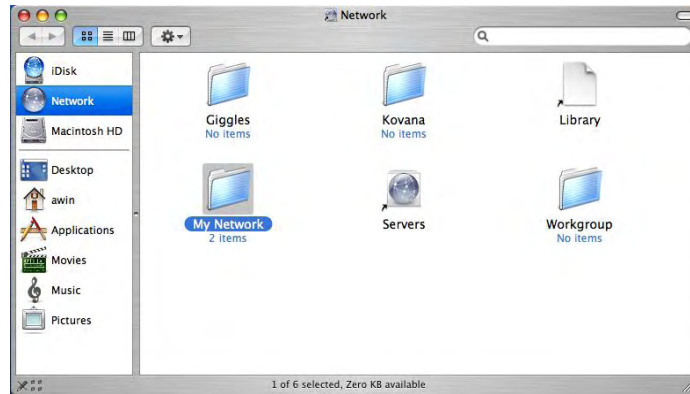 Network
iDisk
Network
Macintosh HD
Desktop
awin
Applications
Movies
Music
Pictures
Giggles
No items
Kovana
No items
Library
My Network
2 items
Servers
Workgroup
No items
1 of 6 selected, Zero KB available